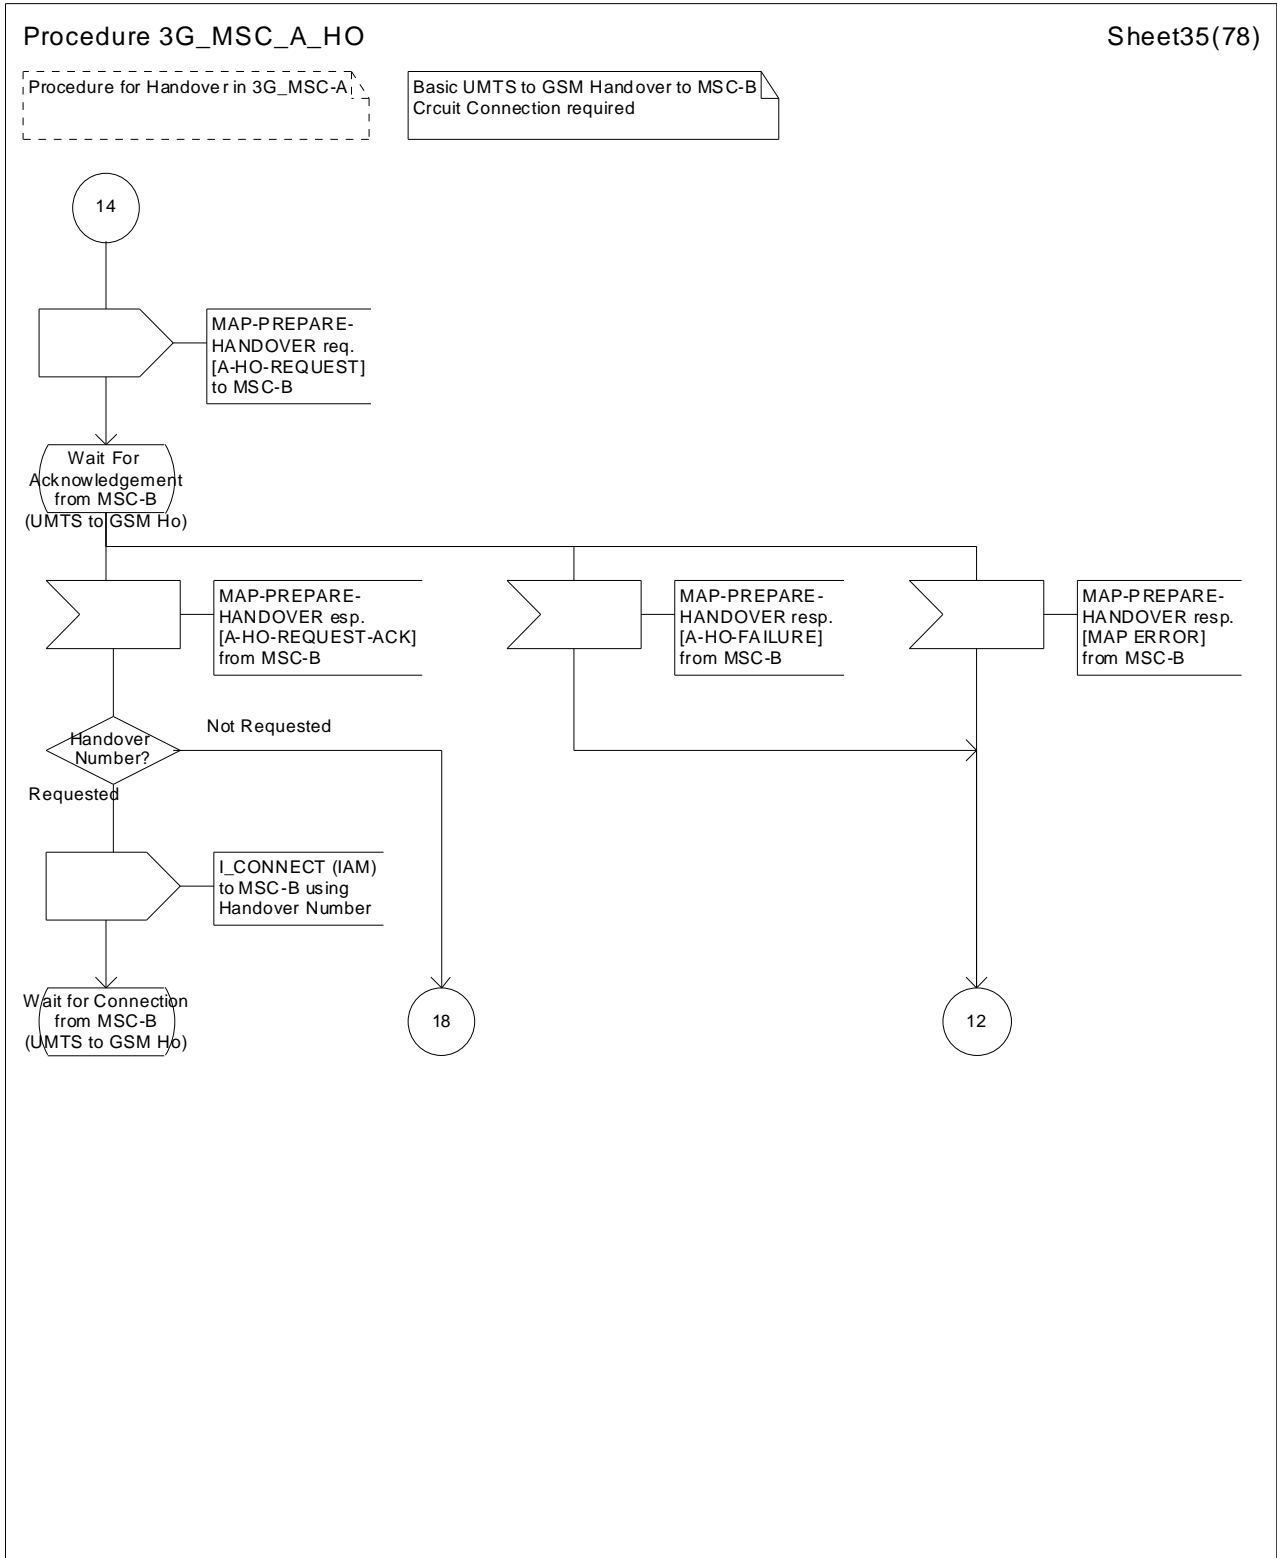 Procedure 3G_MSC_A_HO
Sheet35(78)
Procedure for Handover in 3G_MSC-A
Basic UMTS to GSM Handover to MSC-B
Crcuit Connection required
14
MAP-PREPARE-
HANDOVER req.
[A-HO-REQUEST]
to MSC-B
Wait For
Acknowledgement
from MSC-B
(UMTS to GSM Ho)
MAP-PREPARE-
HANDOVER esp.
[A-HO-REQUEST-ACK]
from MSC-B
MAP-PREPARE-
HANDOVER resp.
[A-HO-FAILURE]
from MSC-B
MAP-PREPARE-
HANDOVER resp.
[MAP ERROR]
from MSC-B
Handover
Number?
Not Requested
Requested
I_CONNECT (IAM)
to MSC-B using
Handover Number
Wait for Connection
from MSC-B
(UMTS to GSM Ho)
18
12